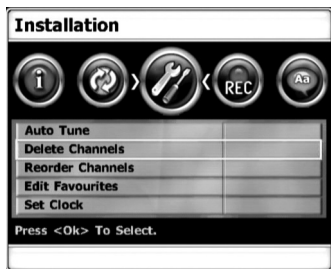 Installation
i REC Aa
Auto Tune
Delete Channels
Reorder Channels
Edit Favourites
Set Clock
Press <Ok> To Select.